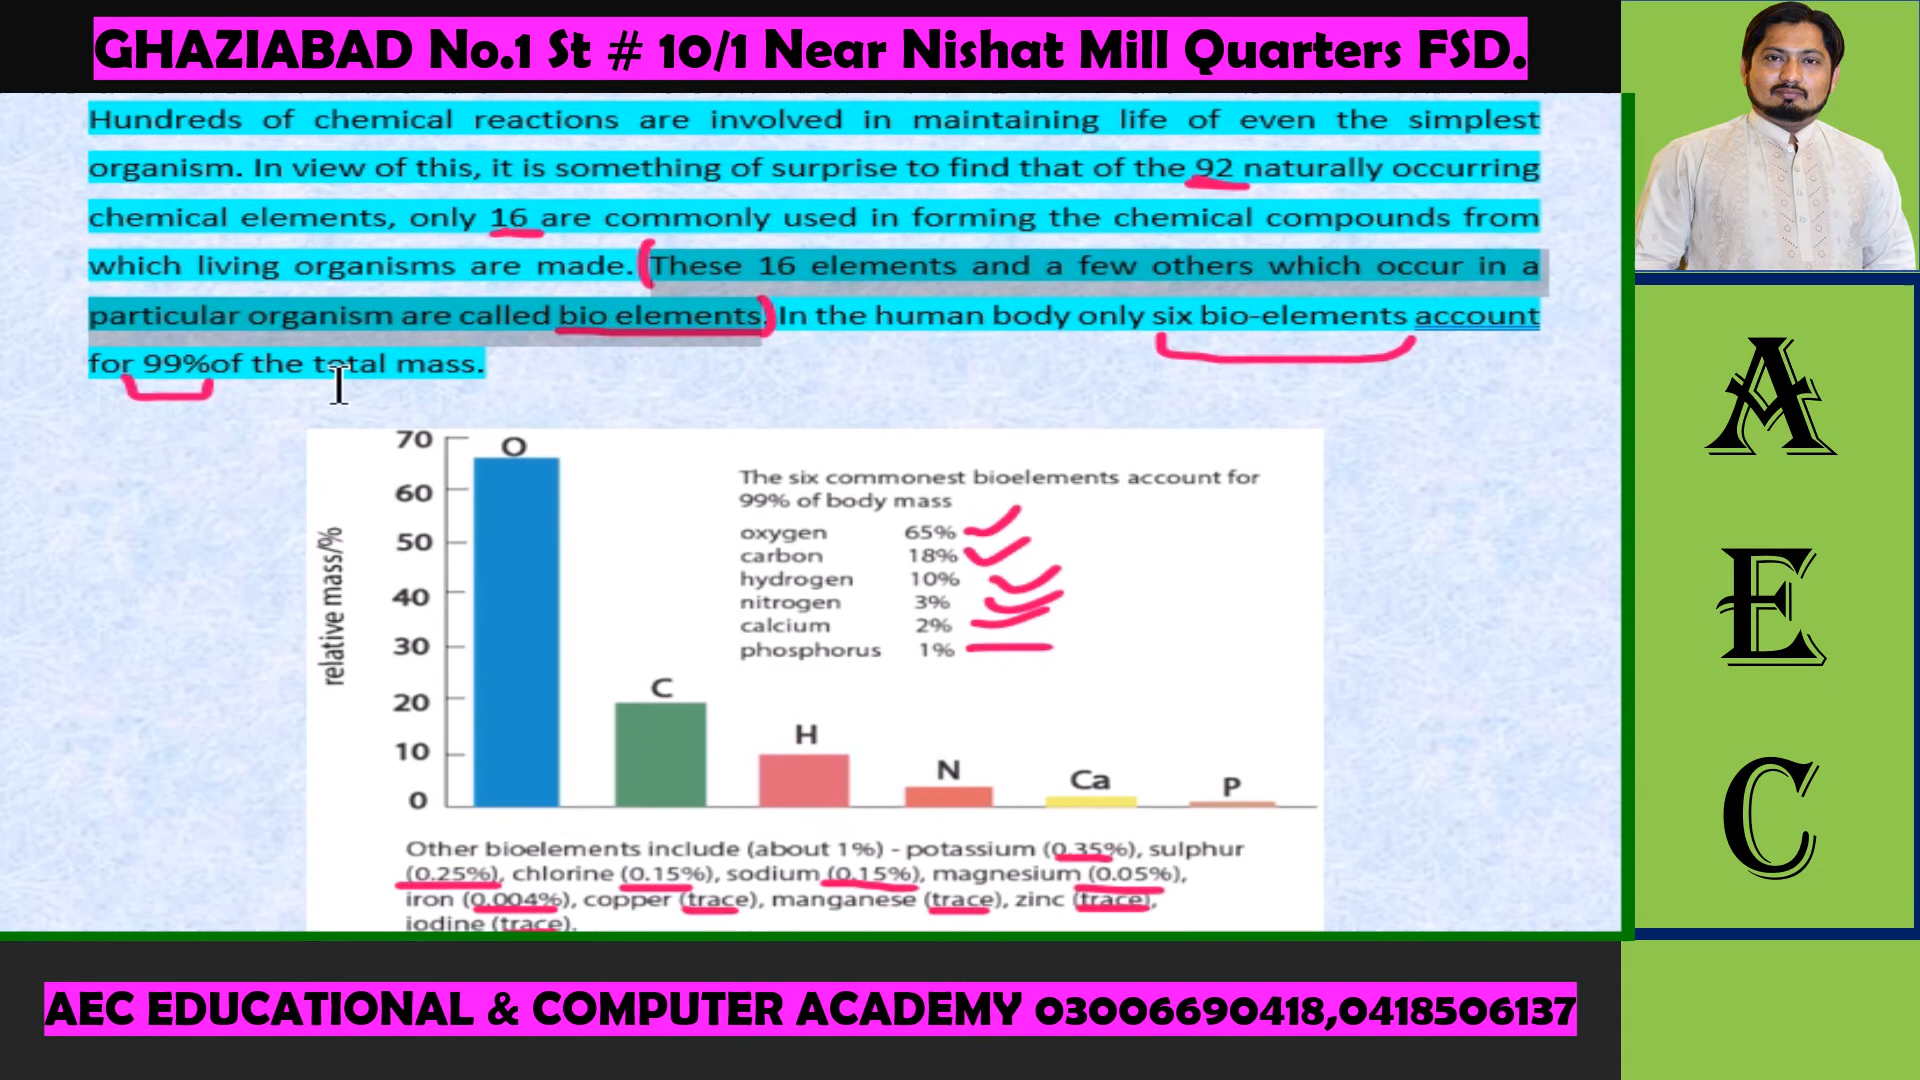 GHAZIABAD No.1 St # 10/1 Near Nishat Mill Quarters FSD.
Hundreds of chemical reactions are involved in maintaining life of even the simplest
organism. In view of this, it is something of surprise to find that of the 92 naturally occurring
chemical elements, only 16 are commonly used in forming the chemical compounds from
which living organisms are made. These 16 elements and a few others which occur in a
particular organism are called bio elements. In the human body only six bio-elements account
for 99%of the total mass.
relative mass/%
70
60
50
40
30
20
10
0
O
C
H
N
Ca
P
The six commonest bioelements account for
99% of body mass
oxygen 65%
carbon 18%
hydrogen 10%
nitrogen 3%
calcium 2%
phosphorus 1%
Other bioelements include (about 1%) - potassium (0.35%), sulphur
(0.25%), chlorine (0.15%), sodium (0.15%), magnesium (0.05%),
iron (0.004%), copper (trace), manganese (trace), zinc (trace),
iodine (trace).
A
E
C
AEC EDUCATIONAL & COMPUTER ACADEMY 03006690418,0418506137